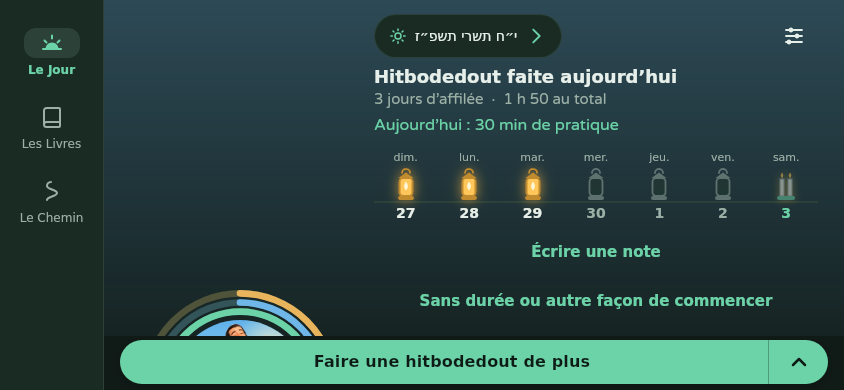 Le Jour
Les Livres
Le Chemin
י״ח תשרי תשפ״ז
Hitbodedout faite aujourd’hui
3 jours d’affilée · 1 h 50 au total
Aujourd’hui : 30 min de pratique
dim. lun. mar. mer. jeu. ven. sam.
27 28 29 30 1 2 3
Écrire une note
Sans durée ou autre façon de commencer
Faire une hitbodedout de plus